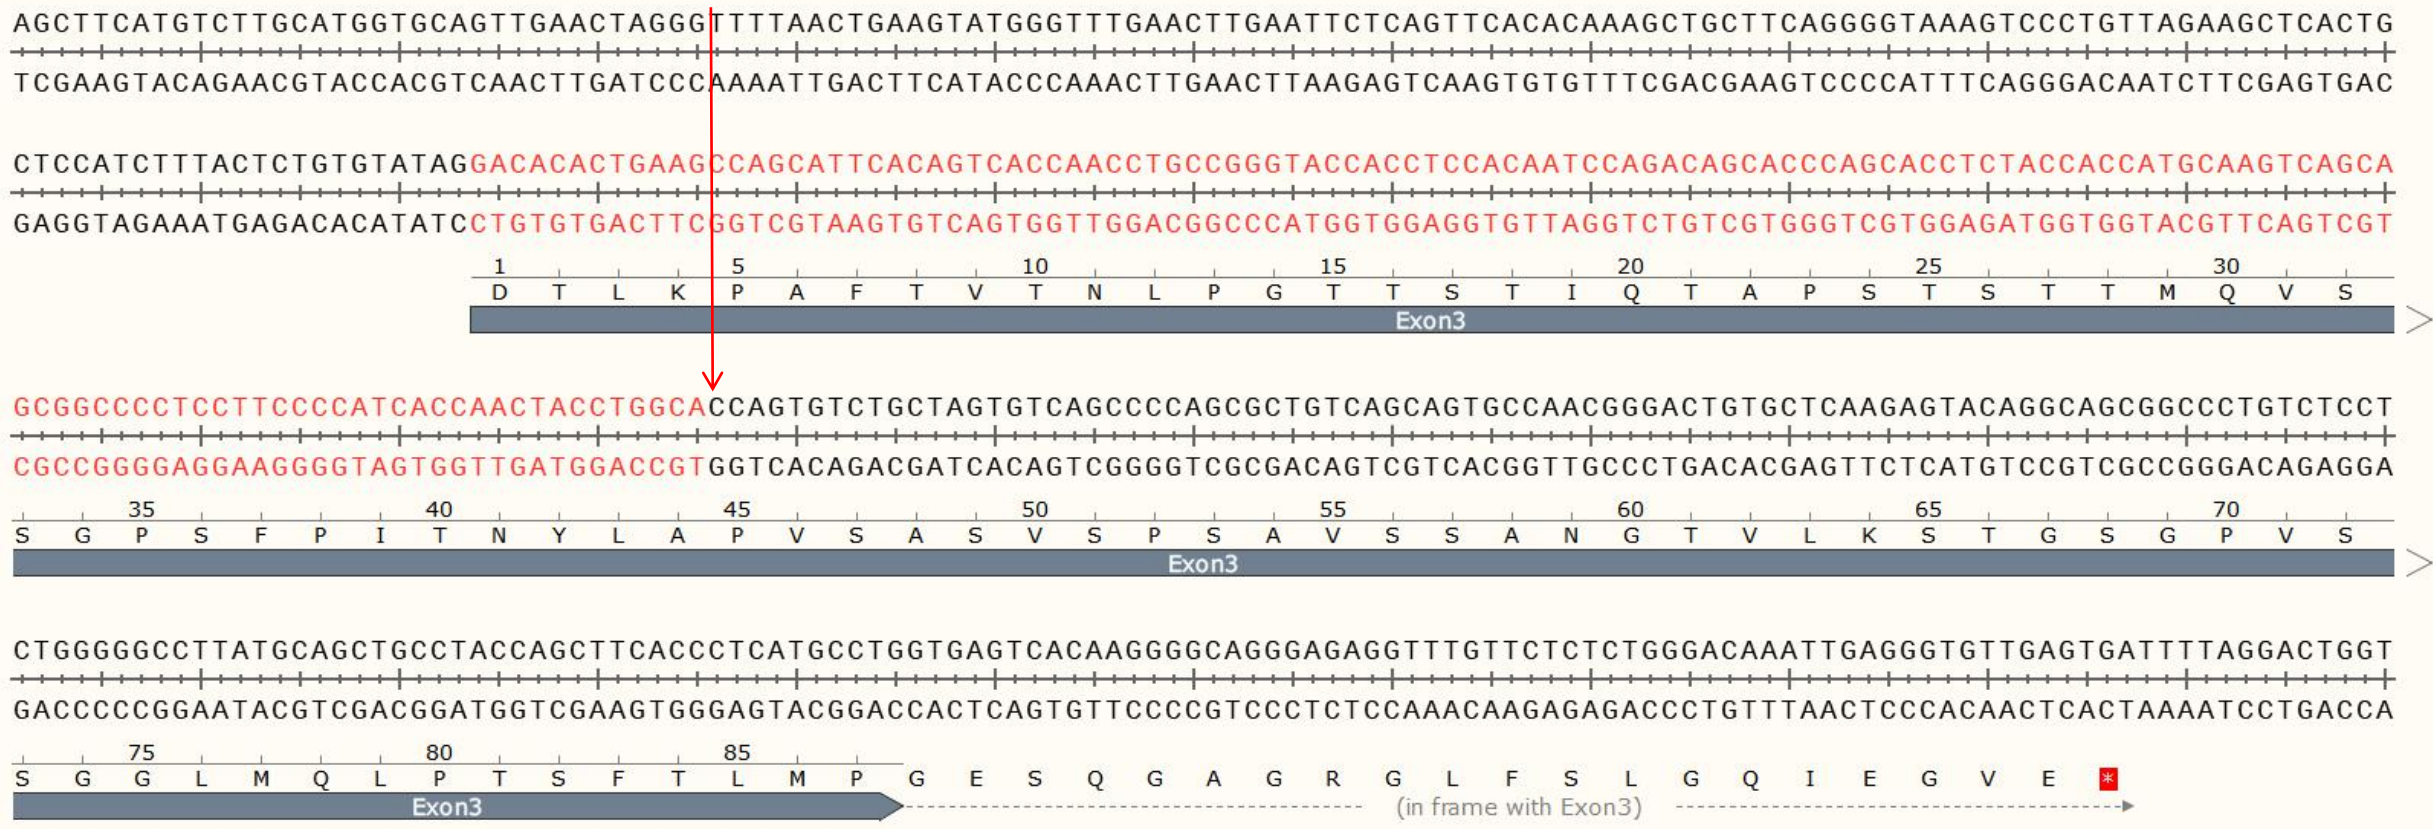 AGCTTCATGTCTTGCATGGTGCAGTTGAACTAGGGTTTTAACTGAAGTATGGGTTTGAACTTGAATTCTCAGTTCACACAAAGCTGCTTCAGGGGTAAAGTCCCTGTTAGAAGCTCACTG
TCGAAGTACAGAACGTACCACGTCAACTTGATCCCAAAATTGACTTCATACCCAAACTTGAACTTAAGAGTCAAGTGTGTTTCGACGAAGTCCCCATTTCAGGGACAATCTTCGAGTGAC
CTCCATCTTTACTCTGTGTATAGGACACACTGAAGCCAGCATTCACAGTCACCAACCTGCCGGGTACCACCTCCACAATCCAGACAGCACCCAGCACCTCTACCACCATGCAAGTCAGCA
GAGGTAGAAATGAGACACATATCCTGTGTGACTTCGGTCGTAAGTGTCAGTGGTTGGACGGCCCATGGTGGAGGTGTTAGGTCTGTCGTGGGTCGTGGAGATGGTGGTACGTTCAGTCGT
1 5 10 15 20 25 30
D T L K P A F T V T N L P G T T S T I Q T A P S T S T T M Q V S
Exon3
GCGGCCCCTCCTTCCCCATCACCAACTACCTGGCACCAGTGTCTGCTAGTGTCAGCCCCAGCGCTGTCAGCAGTGCCAACGGGACTGTGCTCAAGAGTACAGGCAGCGGCCCTGTCTCCT
CGCCGGGGAGGAAGGGGTAGTGGTTGATGGACCGTGGTCACAGACGATCACAGTCGGGGTCGCGACAGTCGTCACGGTTGCCCTGACACGAGTTCTCATGTCCGTCGCCGGGACAGAGGA
35 40 45 50 55 60 65 70
S G P S F P I T N Y L A P V S A S V S P S A V S S A N G T V L K S T G S G P V S
Exon3
CTGGGGGCCTTATGCAGCTGCCTACCAGCTTCACCCTCATGCCTGGTGAGTCACAAGGGGCAGGGAGAGGTTTGTTCTCTCTGGGACAAATTGAGGGTGTTGAGTGATTTTAGGACTGGT
GACCCCCGGAATACGTCGACGGATGGTCGAAGTGGGAGTACGGACCACTCAGTGTTCCCCGTCCCTCTCCAAACAAGAGAGACCCTGTTTAACTCCCACAACTCACTAAAATCCTGACCA
75 80 85
S G G L M Q L P T S F T L M P G E S Q G A G R G L F S L G Q I E G V E *
Exon3 (in frame with Exon3)